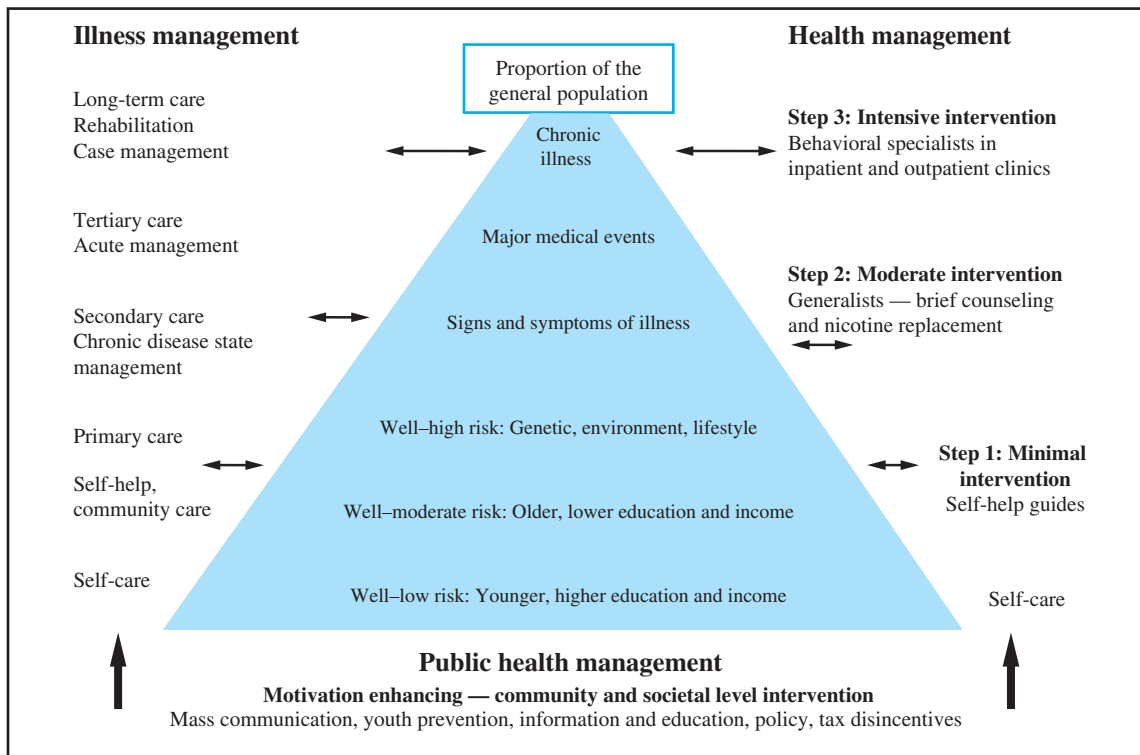 Illness management
Long-term care
Rehabilitation
Case management
Tertiary care
Acute management
Secondary care
Chronic disease state
management
Primary care
Self-help,
community care
Self-care
Proportion of the
general population
Chronic
illness
Major medical events
Signs and symptoms of illness
Well–high risk: Genetic, environment, lifestyle
Well–moderate risk: Older, lower education and income
Well–low risk: Younger, higher education and income
Health management
Step 3: Intensive intervention
Behavioral specialists in
inpatient and outpatient clinics
Step 2: Moderate intervention
Generalists — brief counseling
and nicotine replacement
Step 1: Minimal
intervention
Self-help guides
Self-care
Public health management
Motivation enhancing — community and societal level intervention
Mass communication, youth prevention, information and education, policy, tax disincentives